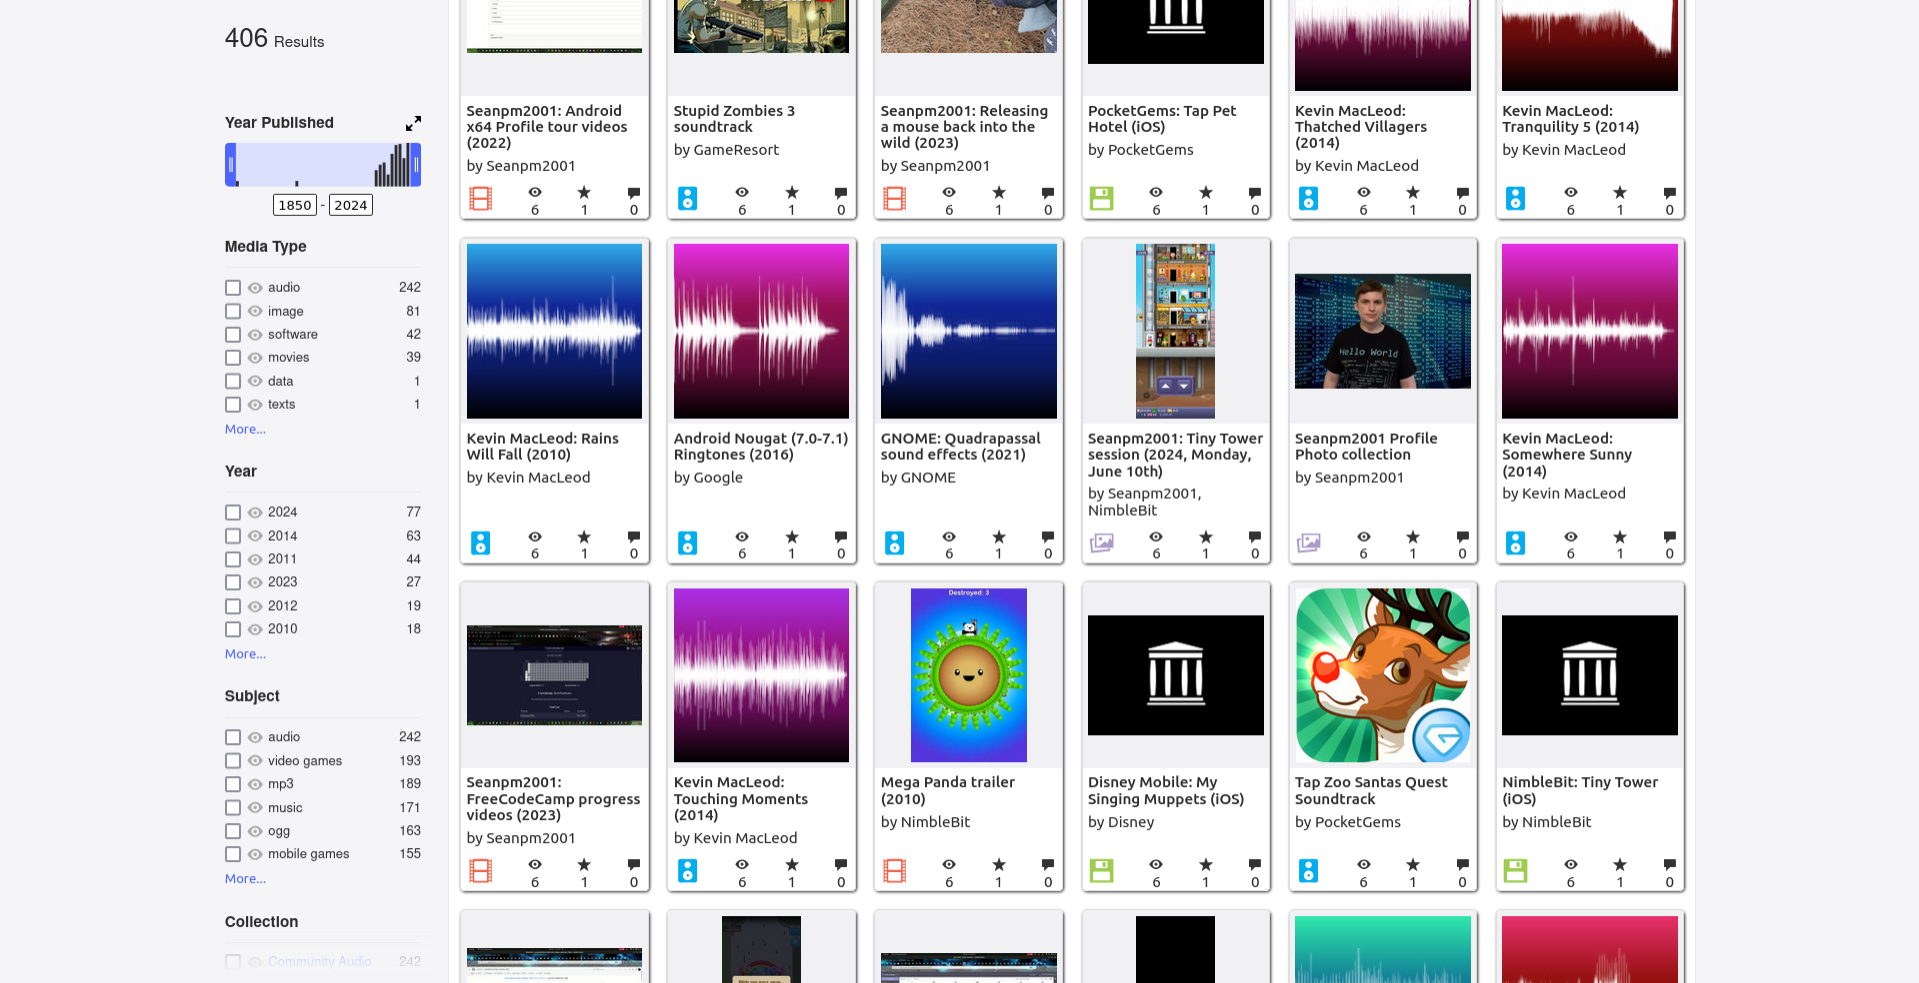 406 Results
Year Published
1850 - 2024
Media Type
audio 242
image 81
software 42
movies 39
data 1
texts 1
More...
Year
2024 77
2014 63
2011 44
2023 27
2012 19
2010 18
More...
Subject
audio 242
video games 193
mp3 189
music 171
ogg 163
mobile games 155
More...
Collection
Community Audio 242
Seanpm2001: Android
x64 Profile tour videos
(2022)
by Seanpm2001
6 1 0
Stupid Zombies 3
soundtrack
by GameResort
6 1 0
Seanpm2001: Releasing
a mouse back into the
wild (2023)
by Seanpm2001
6 1 0
PocketGems: Tap Pet
Hotel (iOS)
by PocketGems
6 1 0
Kevin MacLeod:
Thatched Villagers
(2014)
by Kevin MacLeod
6 1 0
Kevin MacLeod:
Tranquility 5 (2014)
by Kevin MacLeod
6 1 0
Kevin MacLeod: Rains
Will Fall (2010)
by Kevin MacLeod
6 1 0
Android Nougat (7.0-7.1)
Ringtones (2016)
by Google
6 1 0
GNOME: Quadrapassal
sound effects (2021)
by GNOME
6 1 0
Seanpm2001: Tiny Tower
session (2024, Monday,
June 10th)
by Seanpm2001,
NimbleBit
6 1 0
Hello World
Seanpm2001 Profile
Photo collection
by Seanpm2001
6 1 0
Kevin MacLeod:
Somewhere Sunny
(2014)
by Kevin MacLeod
6 1 0
Seanpm2001:
FreeCodeCamp progress
videos (2023)
by Seanpm2001
6 1 0
Kevin MacLeod:
Touching Moments
(2014)
by Kevin MacLeod
6 1 0
Destroyed: 3
Mega Panda trailer
(2010)
by NimbleBit
6 1 0
Disney Mobile: My
Singing Muppets (iOS)
by Disney
6 1 0
Tap Zoo Santas Quest
Soundtrack
by PocketGems
6 1 0
NimbleBit: Tiny Tower
(iOS)
by NimbleBit
6 1 0